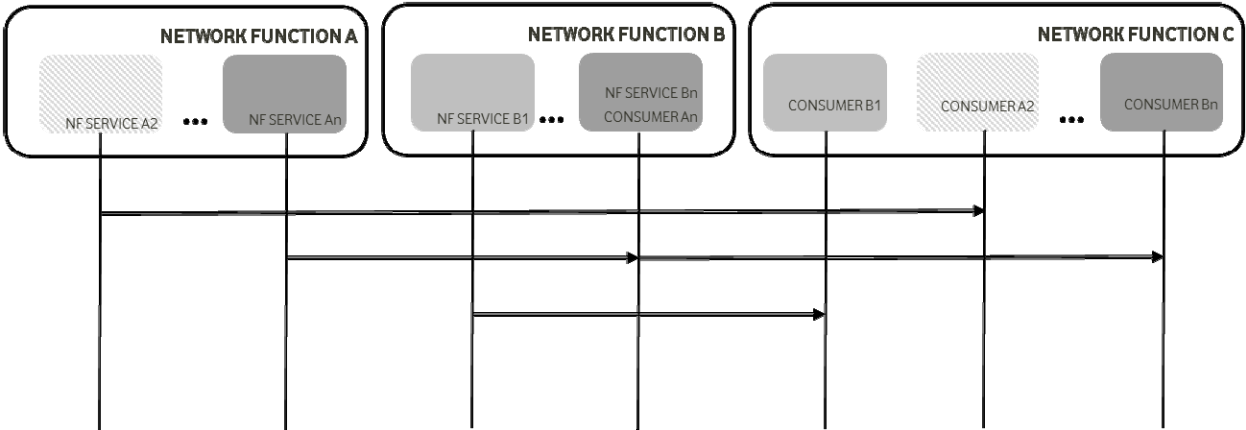 NETWORK FUNCTION A
NF SERVICE A2
NF SERVICE An
NETWORK FUNCTION B
NF SERVICE B1
NF SERVICE Bn
CONSUMER An
NETWORK FUNCTION C
CONSUMER B1
CONSUMER A2
CONSUMER Bn